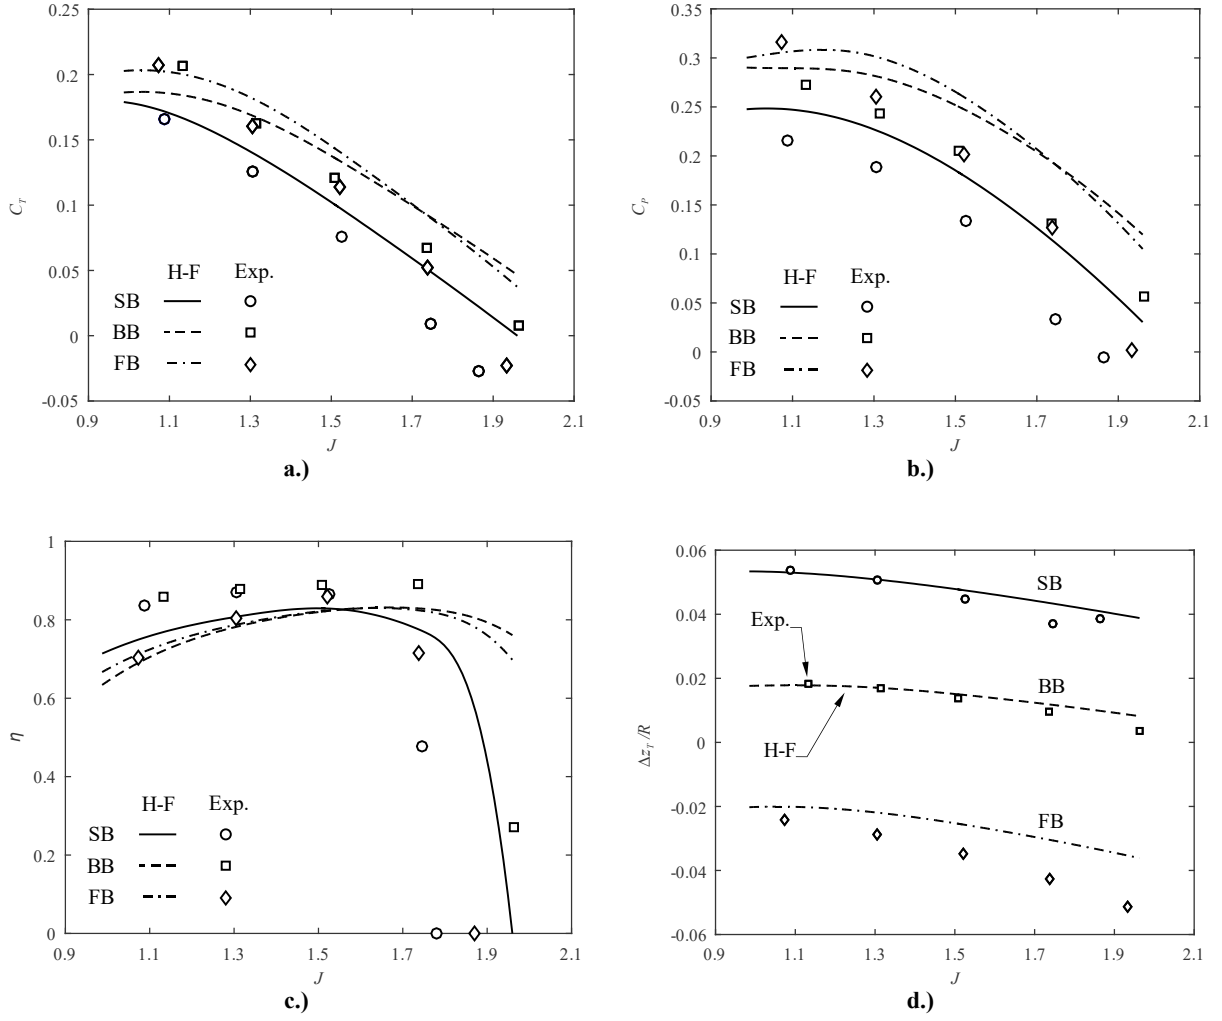 0.25
0.2
0.15
0.1
0.05
0
-0.05
C_T
H-F Exp.
SB
BB
FB
0.9 1.1 1.3 1.5 1.7 1.9 2.1
J
a.)
0.35
0.3
0.25
0.2
0.15
0.1
0.05
0
-0.05
C_P
H-F Exp.
SB
BB
FB
0.9 1.1 1.3 1.5 1.7 1.9 2.1
J
b.)
1
0.8
0.6
0.4
0.2
0
η
H-F Exp.
SB
BB
FB
0.9 1.1 1.3 1.5 1.7 1.9 2.1
J
c.)
0.06
0.04
0.02
0
-0.02
-0.04
-0.06
Δz_T/R
SB
Exp.
BB
H-F
FB
0.9 1.1 1.3 1.5 1.7 1.9 2.1
J
d.)